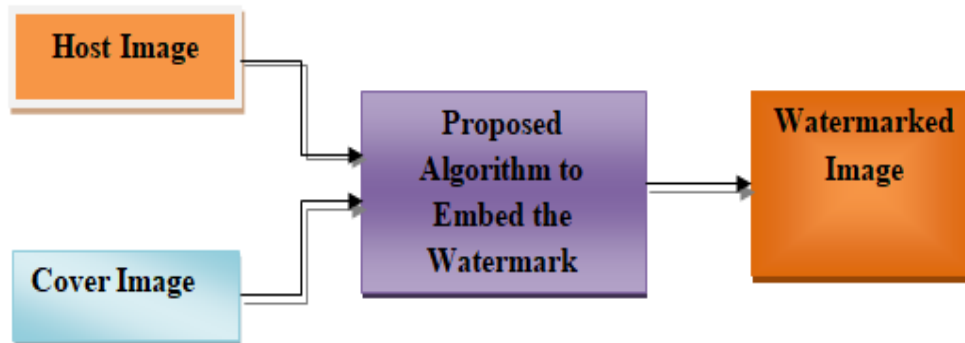 Host Image
Proposed
Algorithm to
Embed the
Watermark
Watermarked
Image
Cover Image